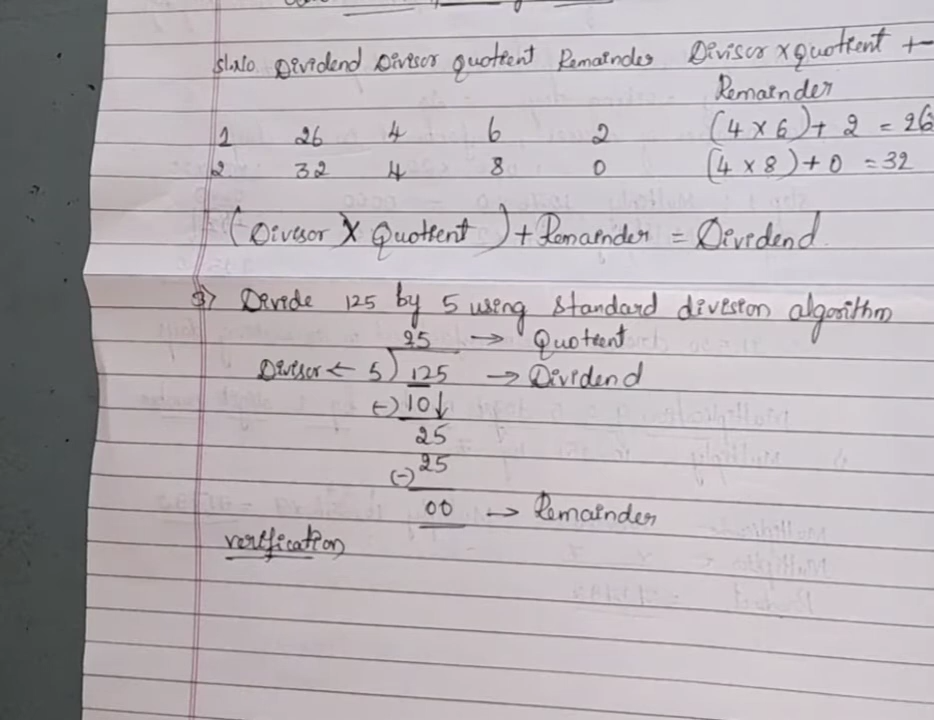 Sl.No Dividend Divisor quotient Remainder Divisor x quotient +
Remainder
1 26 4 6 2 (4 x 6) + 2 = 26
2 32 4 8 0 (4 x 8) + 0 = 32
(Divisor X Quotient) + Remainder = Dividend.
Divide 125 by 5 using standard division algorithm
25 → Quotient
Divisor ← 5) 125 → Dividend
(-) 10↓
25
(-) 25
00 → Remainder
verification